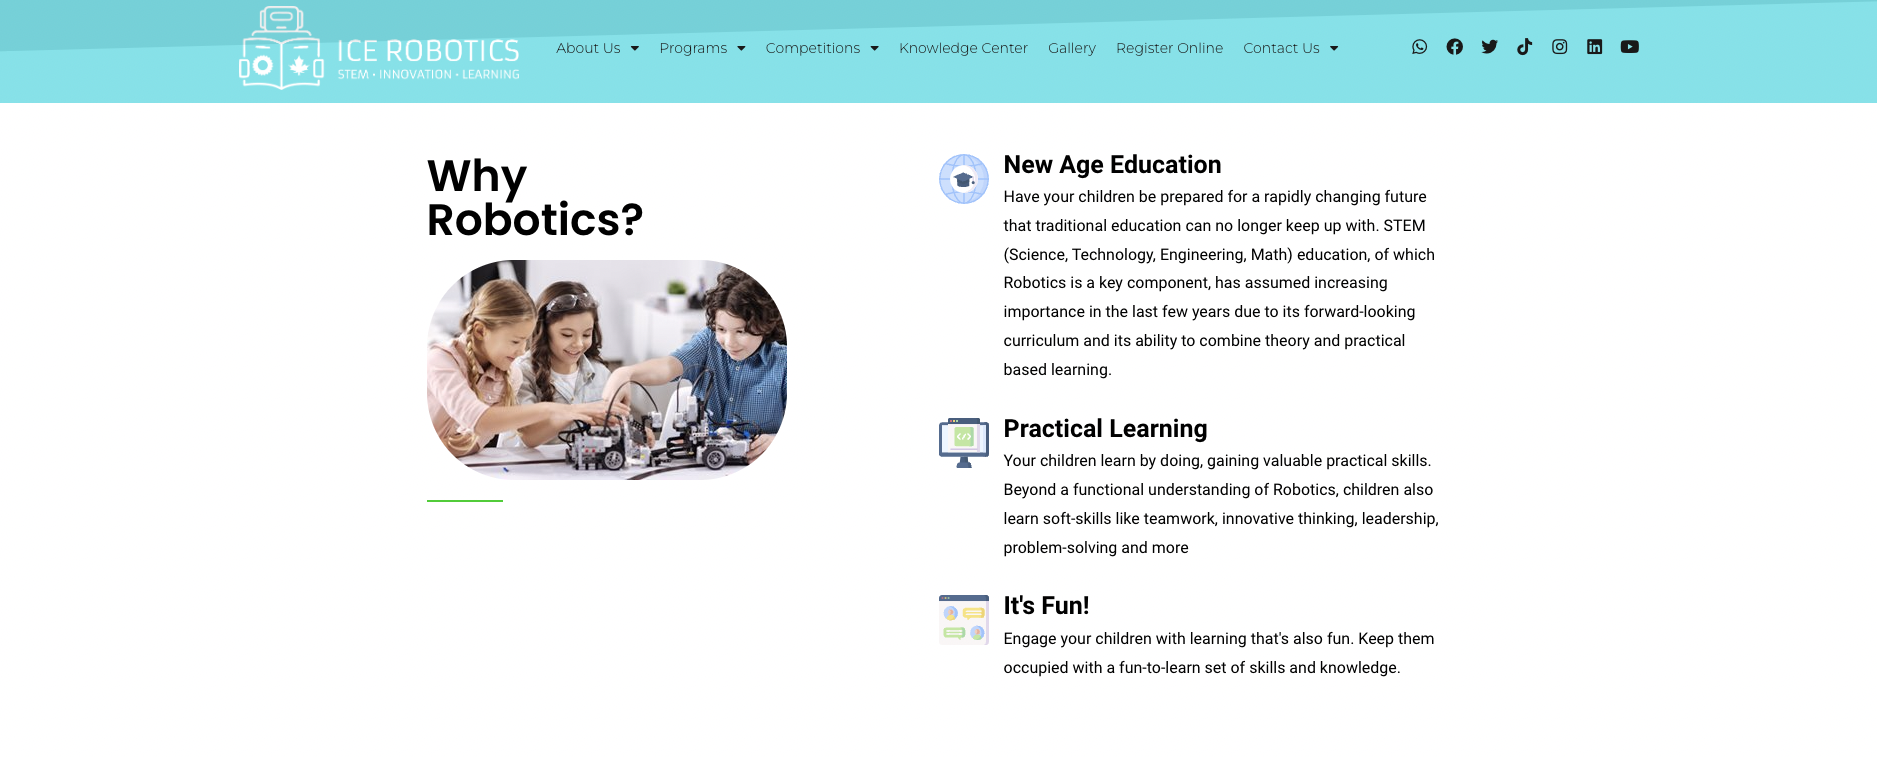 ICE ROBOTICS
STEM • INNOVATION • LEARNING
About Us
Programs
Competitions
Knowledge Center
Gallery
Register Online
Contact Us
Why
Robotics?
New Age Education
Have your children be prepared for a rapidly changing future
that traditional education can no longer keep up with. STEM
(Science, Technology, Engineering, Math) education, of which
Robotics is a key component, has assumed increasing
importance in the last few years due to its forward-looking
curriculum and its ability to combine theory and practical
based learning.
Practical Learning
Your children learn by doing, gaining valuable practical skills.
Beyond a functional understanding of Robotics, children also
learn soft-skills like teamwork, innovative thinking, leadership,
problem-solving and more
It's Fun!
Engage your children with learning that's also fun. Keep them
occupied with a fun-to-learn set of skills and knowledge.